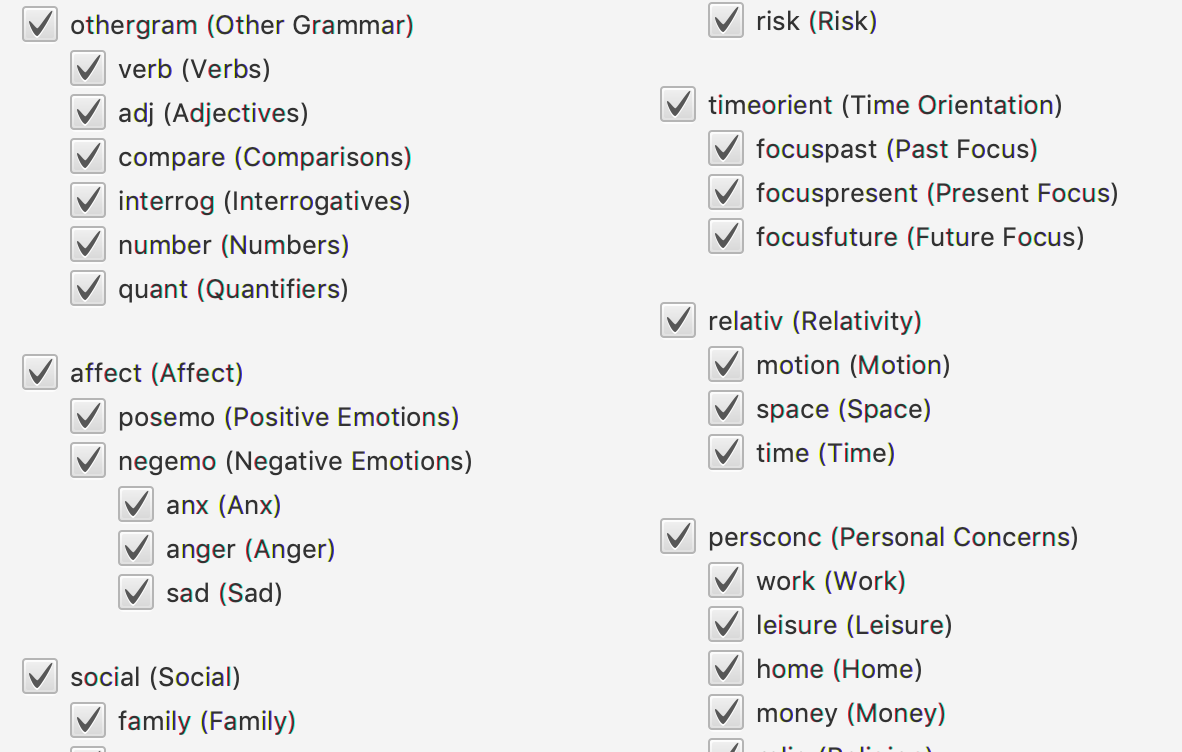 othergram (Other Grammar)
verb (Verbs)
adj (Adjectives)
compare (Comparisons)
interrog (Interrogatives)
number (Numbers)
quant (Quantifiers)
affect (Affect)
posemo (Positive Emotions)
negemo (Negative Emotions)
anx (Anx)
anger (Anger)
sad (Sad)
social (Social)
family (Family)
risk (Risk)
timeorient (Time Orientation)
focuspast (Past Focus)
focuspresent (Present Focus)
focusfuture (Future Focus)
relativ (Relativity)
motion (Motion)
space (Space)
time (Time)
persconc (Personal Concerns)
work (Work)
leisure (Leisure)
home (Home)
money (Money)